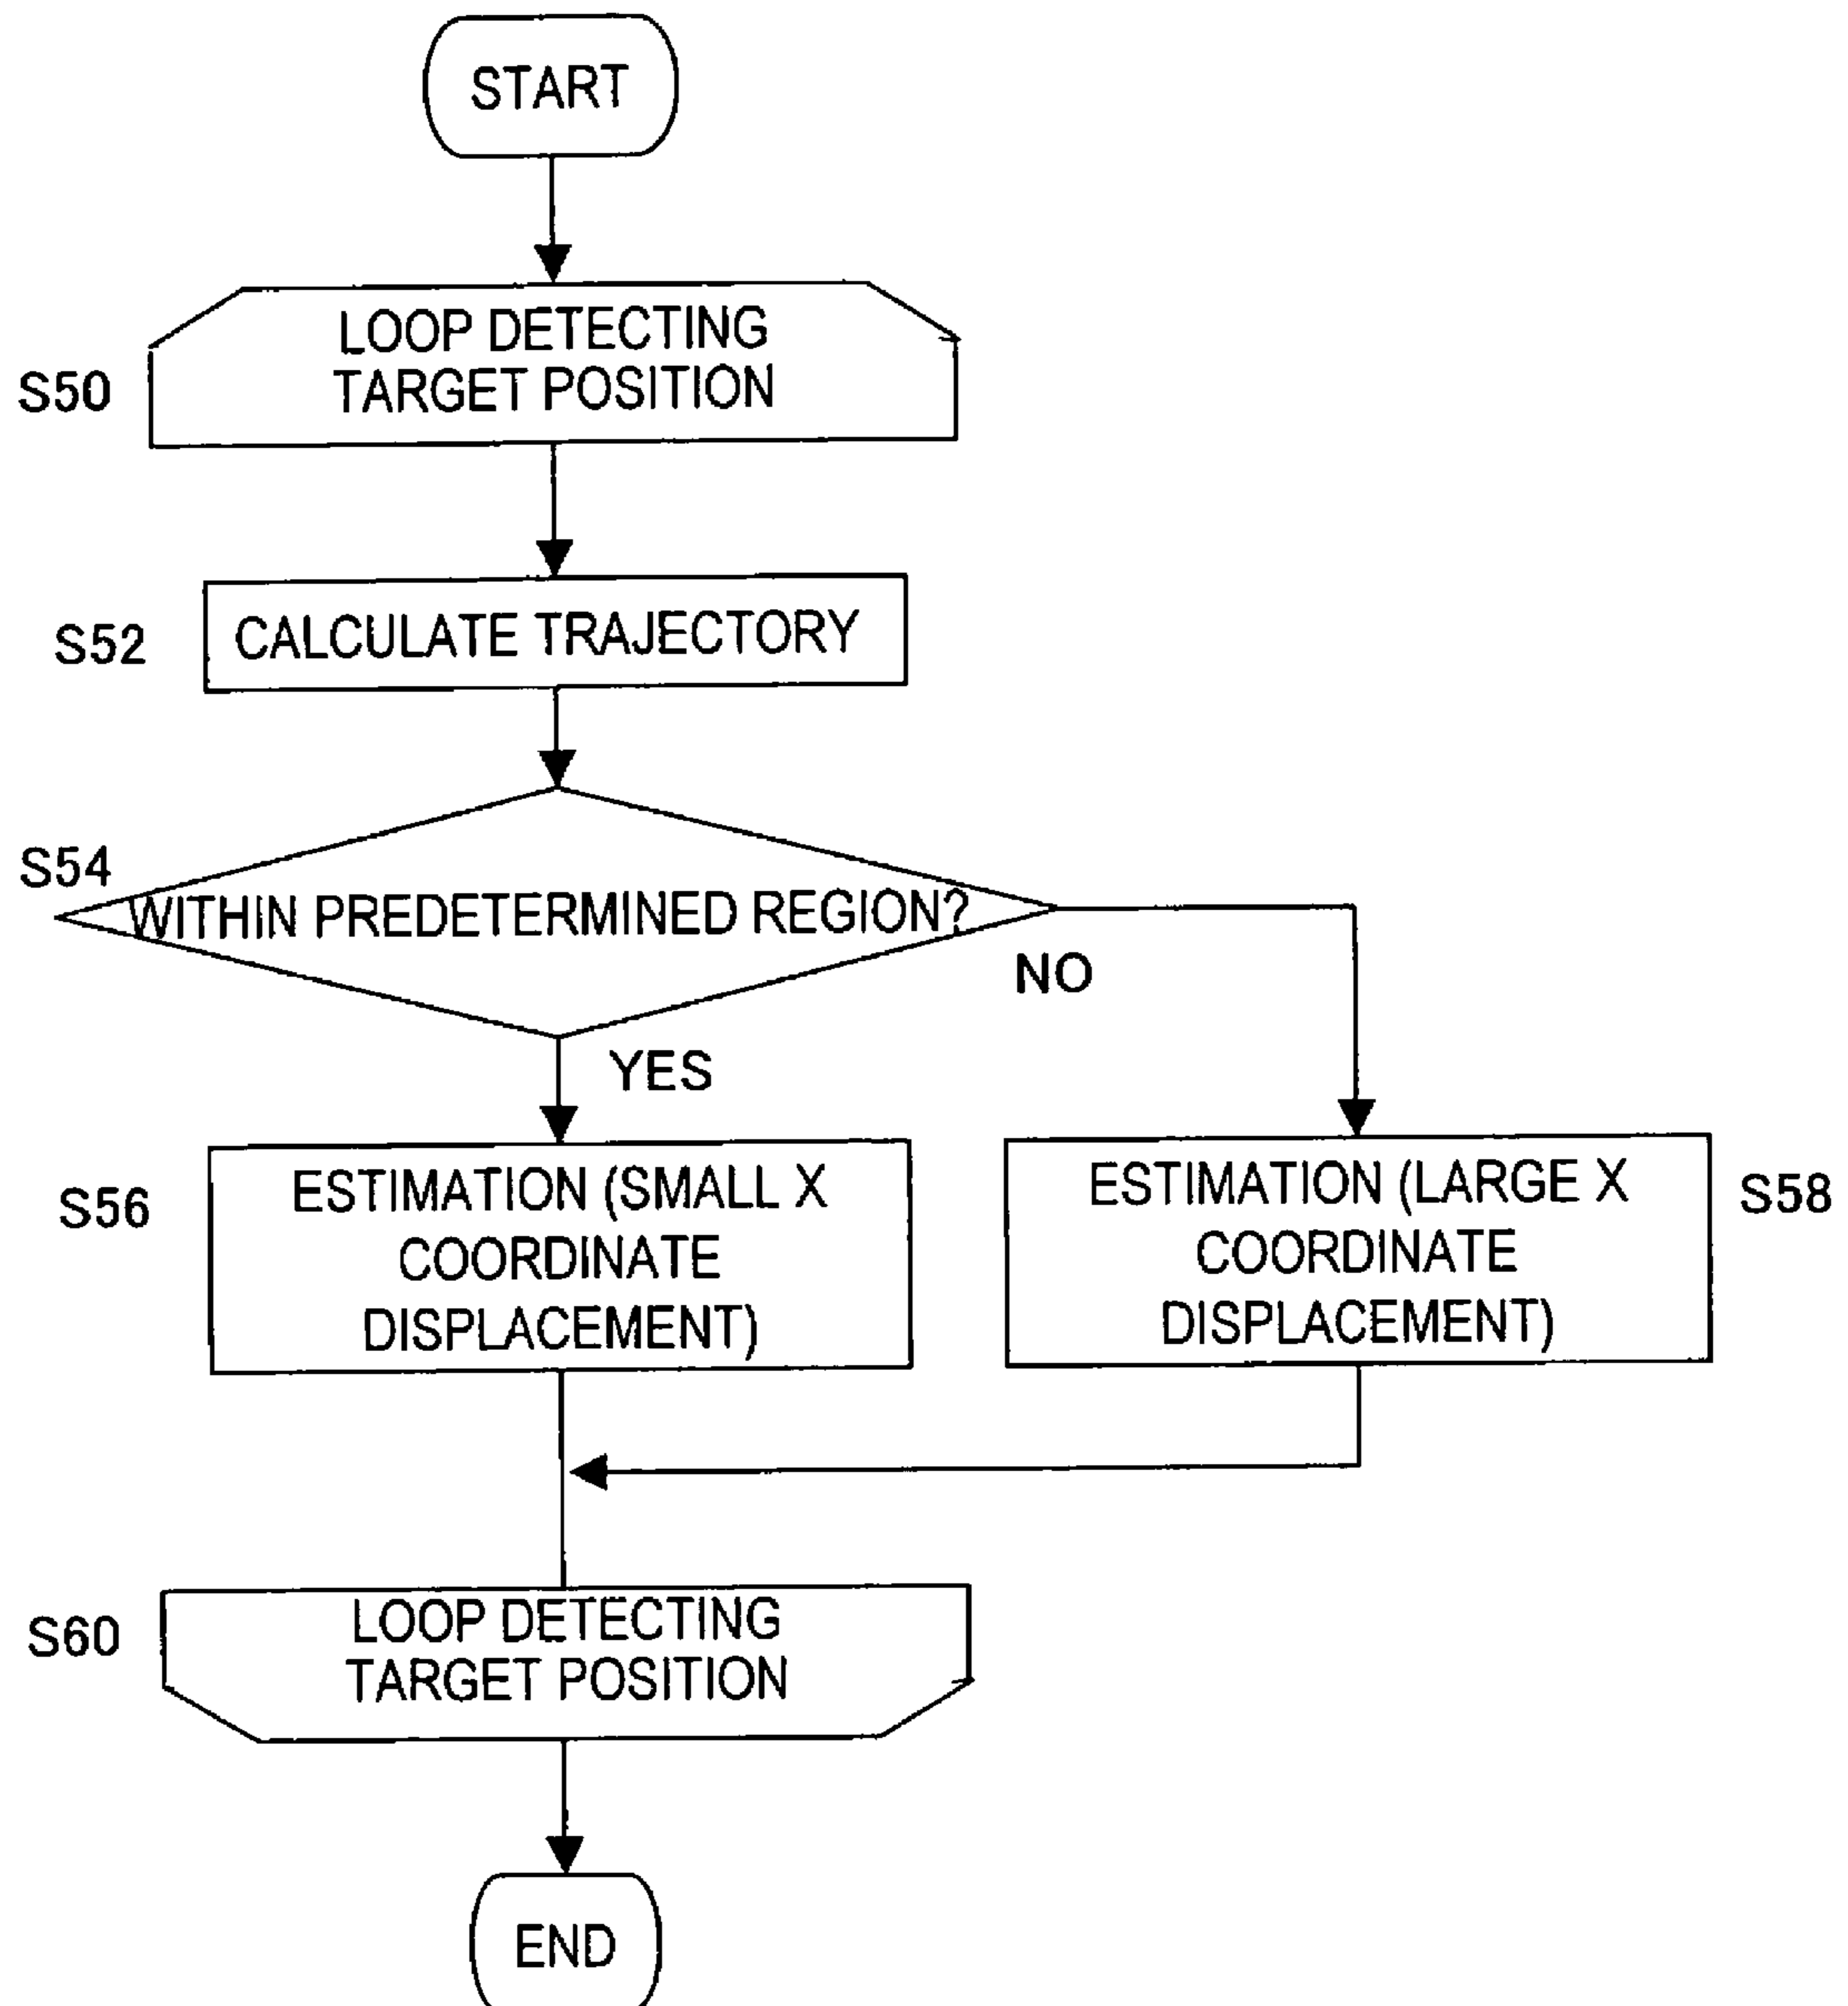 START
LOOP DETECTING
TARGET POSITION
S50
S52
CALCULATE TRAJECTORY
S54
WITHIN PREDETERMINED REGION?
NO
YES
S56
ESTIMATION (SMALL X
COORDINATE
DISPLACEMENT)
ESTIMATION (LARGE X
COORDINATE
DISPLACEMENT)
S58
S60
LOOP DETECTING
TARGET POSITION
END